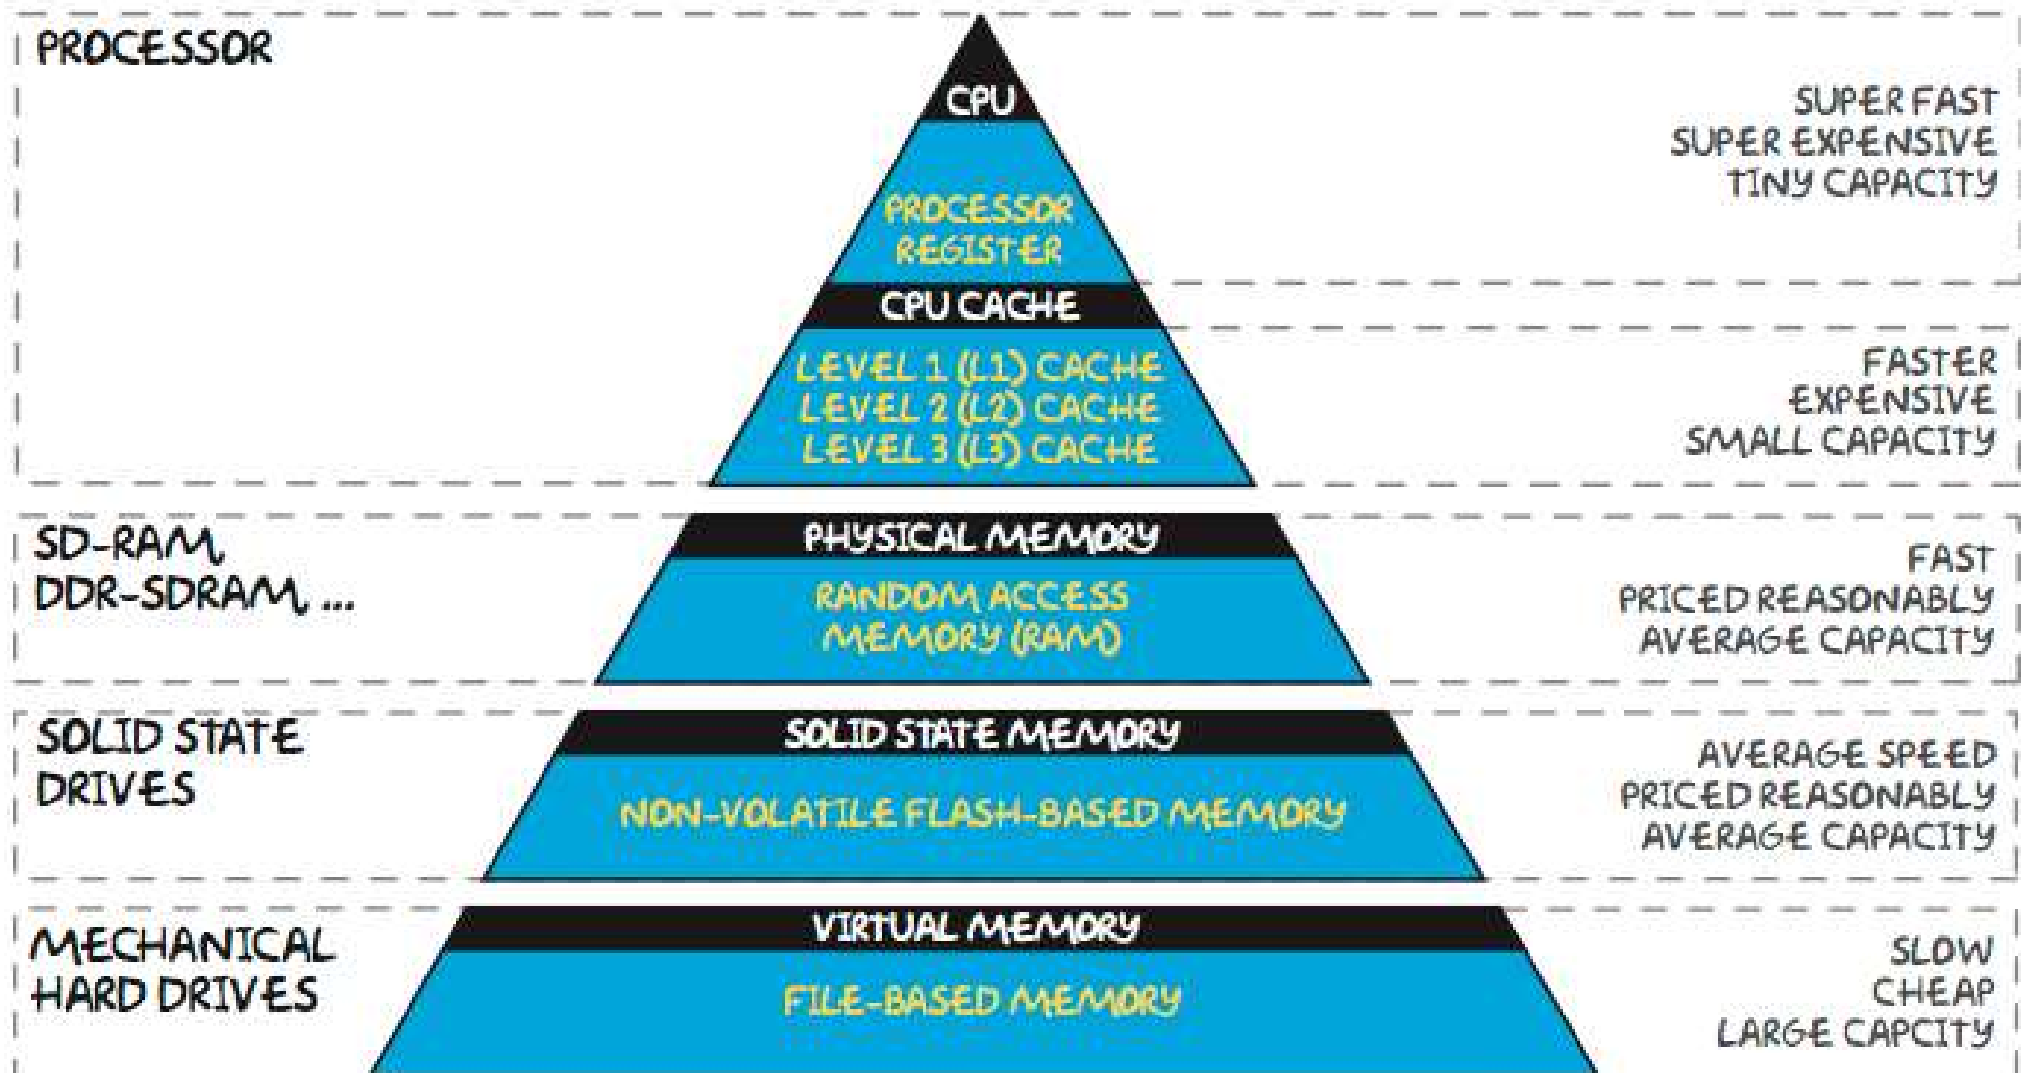 PROCESSOR
CPU
SUPER FAST
SUPER EXPENSIVE
TINY CAPACITY
PROCESSOR
REGISTER
CPU CACHE
LEVEL 1 (L1) CACHE
LEVEL 2 (L2) CACHE
LEVEL 3 (L3) CACHE
FASTER
EXPENSIVE
SMALL CAPACITY
SD-RAM,
DDR-SDRAM, ...
PHYSICAL MEMORY
RANDOM ACCESS
MEMORY (RAM)
FAST
PRICED REASONABLY
AVERAGE CAPACITY
SOLID STATE
DRIVES
SOLID STATE MEMORY
NON-VOLATILE FLASH-BASED MEMORY
AVERAGE SPEED
PRICED REASONABLY
AVERAGE CAPACITY
MECHANICAL
HARD DRIVES
VIRTUAL MEMORY
FILE-BASED MEMORY
SLOW
CHEAP
LARGE CAPCITY